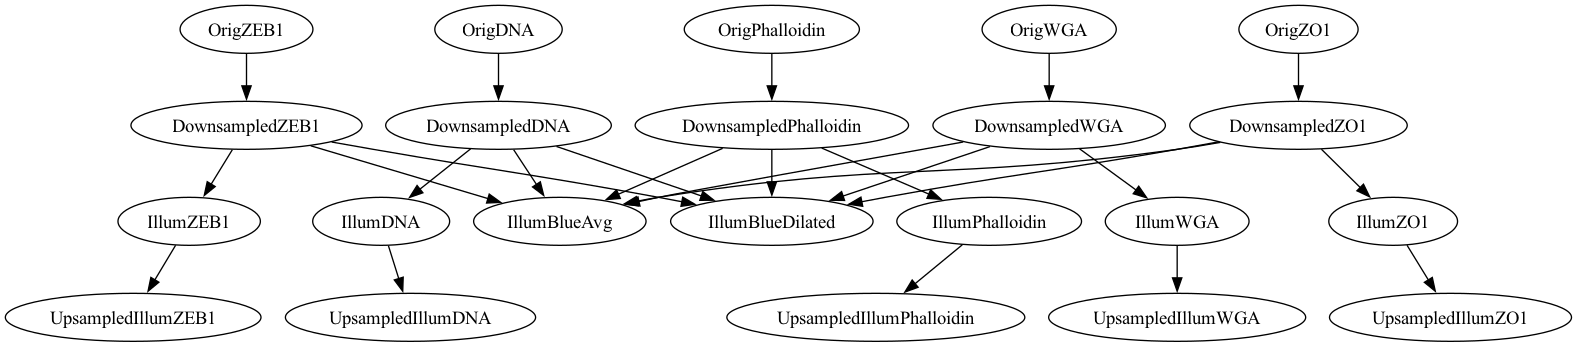 OrigZEB1
OrigDNA
OrigPhalloidin
OrigWGA
OrigZO1
DownsampledZEB1
DownsampledDNA
DownsampledPhalloidin
DownsampledWGA
DownsampledZO1
IllumZEB1
IllumDNA
IllumBlueAvg
IllumBlueDilated
IllumPhalloidin
IllumWGA
IllumZO1
UpsampledIllumZEB1
UpsampledIllumDNA
UpsampledIllumPhalloidin
UpsampledIllumWGA
UpsampledIllumZO1